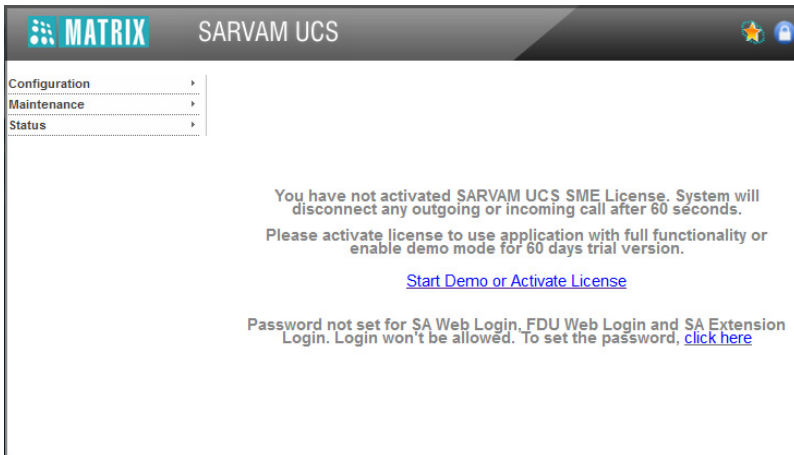 MATRIX SARVAM UCS
Configuration
Maintenance
Status
You have not activated SARVAM UCS SME License. System will
disconnect any outgoing or incoming call after 60 seconds.
Please activate license to use application with full functionality or
enable demo mode for 60 days trial version.
Start Demo or Activate License
Password not set for SA Web Login, FDU Web Login and SA Extension
Login. Login won't be allowed. To set the password, click here